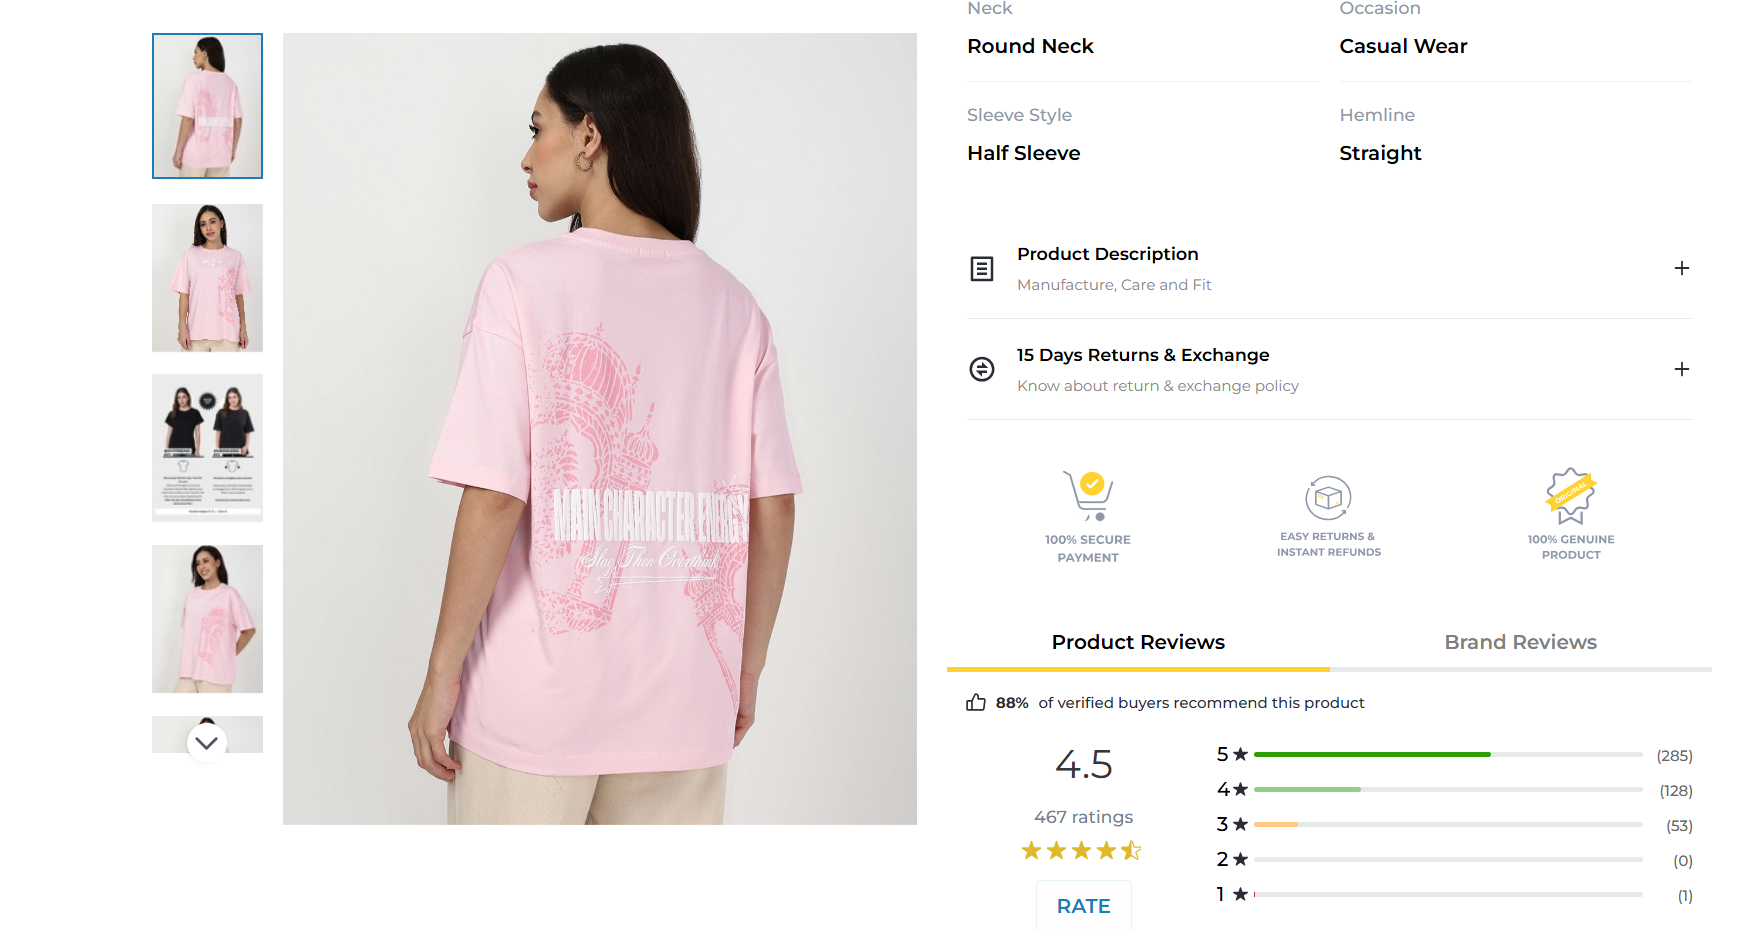 Neck
Occasion
Round Neck
Casual Wear
Sleeve Style
Hemline
Half Sleeve
Straight
Product Description
Manufacture, Care and Fit
15 Days Returns & Exchange
Know about return & exchange policy
MAIN CHARACTER ENERGY
Slay Then Overthink
100% SECURE
PAYMENT
EASY RETURNS &
INSTANT REFUNDS
ORIGINAL
100% GENUINE
PRODUCT
Product Reviews
Brand Reviews
88% of verified buyers recommend this product
4.5
467 ratings
RATE
5 (285)
4 (128)
3 (53)
2 (0)
1 (1)